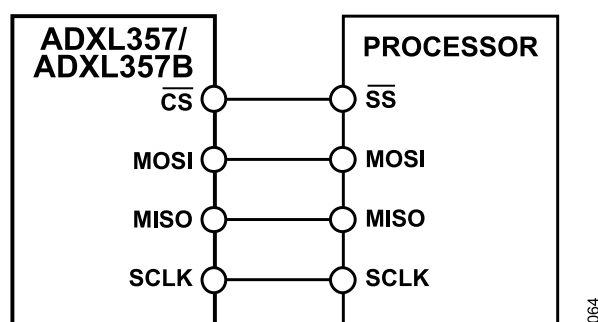 ADXL357/
ADXL357B
PROCESSOR
CS SS
MOSI MOSI
MISO MISO
SCLK SCLK
064